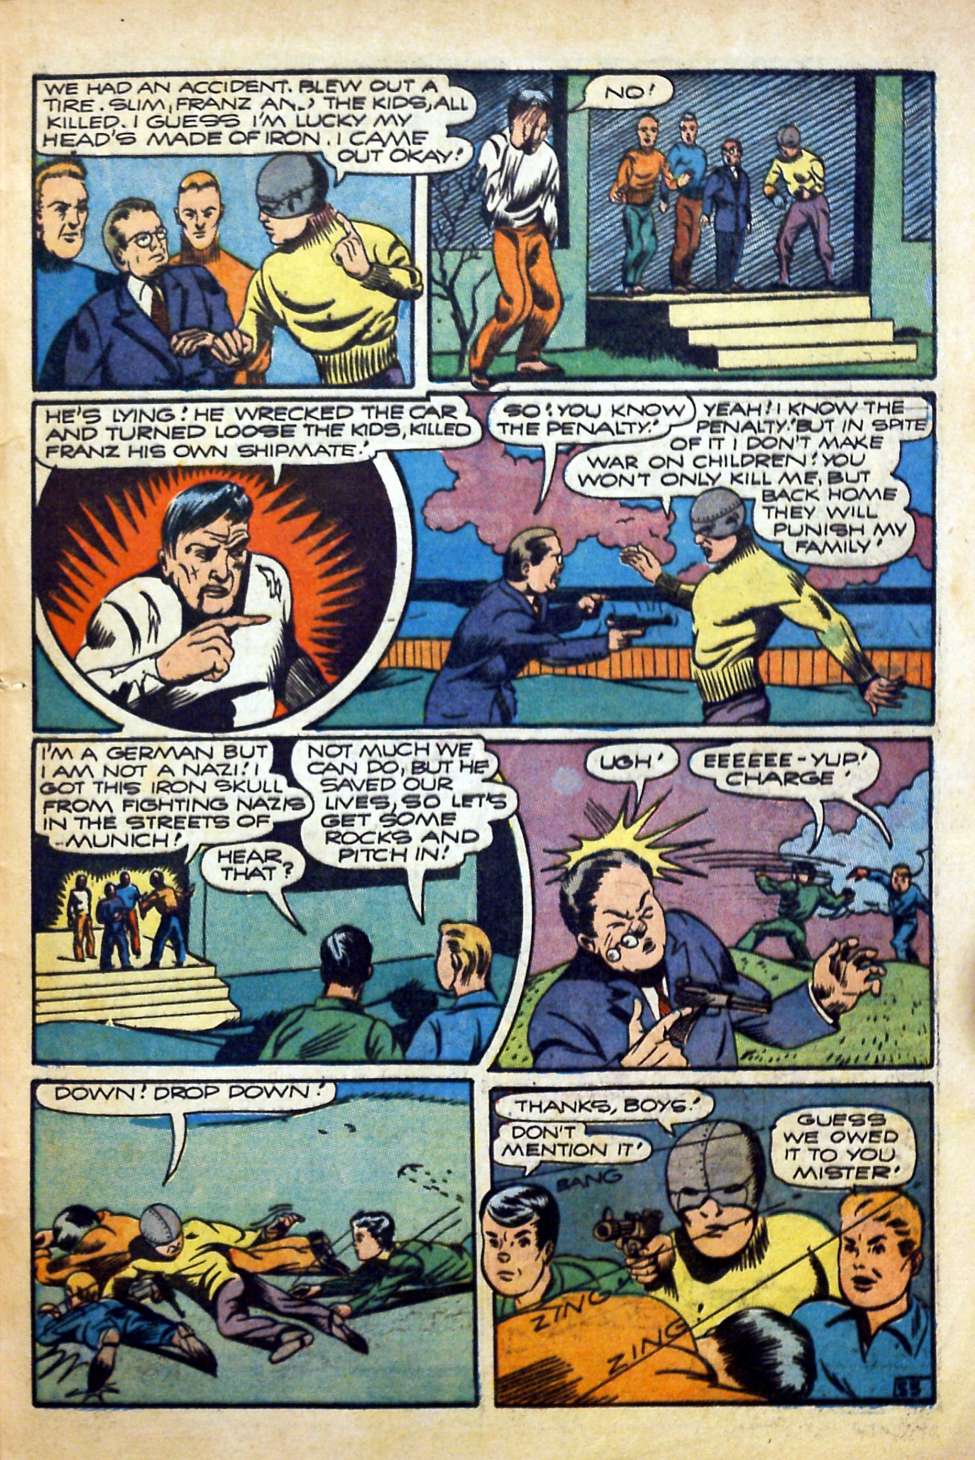 WE HAD AN ACCIDENT. BLEW OUT A
TIRE. SLIM, FRANZ AN.., THE KIDS, ALL
KILLED. I GUESS I'M LUCKY MY
HEAD'S MADE OF IRON. I CAME
OUT OKAY!
NO!
HE'S LYING! HE WRECKED THE CAR
AND TURNED LOOSE THE KIDS, KILLED
FRANZ HIS OWN SHIPMATE!
SO! YOU KNOW
THE PENALTY!
YEAH! I KNOW THE
PENALTY! BUT IN SPITE
OF IT I DON'T MAKE
WAR ON CHILDREN! YOU
WON'T ONLY KILL ME, BUT
BACK HOME
THEY WILL
PUNISH MY
FAMILY!
I'M A GERMAN BUT
I AM NOT A NAZI! I
GOT THIS IRON SKULL
FROM FIGHTING NAZIS
IN THE STREETS OF
MUNICH!
HEAR
THAT?
NOT MUCH WE
CAN DO, BUT HE
SAVED OUR
LIVES, SO LET'S
GET SOME
ROCKS AND
PITCH IN!
UGH!
EEEEEE-YUP!
CHARGE!
DOWN! DROP DOWN!
THANKS, BOYS!
DON'T
MENTION IT!
GUESS
WE OWED
IT TO YOU
MISTER!
BANG
ZING!
ZING!
33